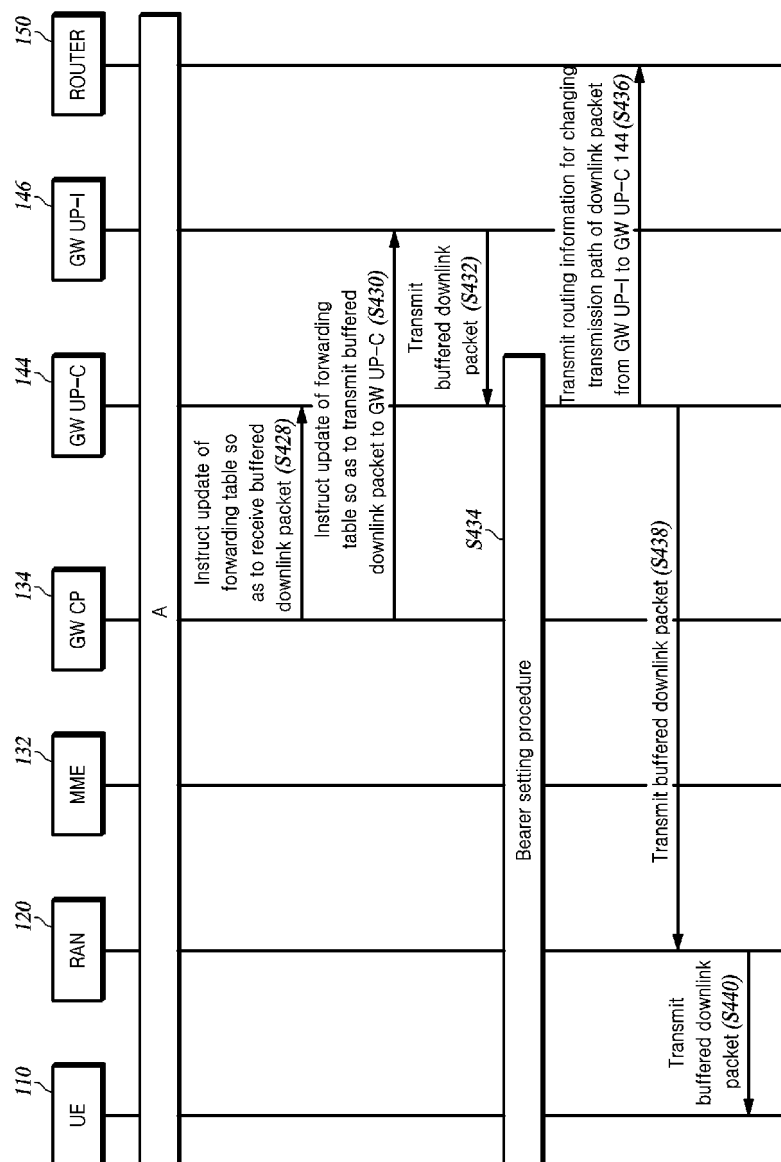 110
120
132
134
144
146
150
UE
RAN
MME
GW CP
GW UP-C
GW UP-I
ROUTER
A
Instruct update of
forwarding table so
as to receive buffered
downlink packet (S428)
Instruct update of forwarding
table so as to transmit buffered
downlink packet to GW UP-C (S430)
Transmit
buffered downlink
packet (S432)
S434
Bearer setting procedure
Transmit routing information for changing
transmission path of downlink packet
from GW UP-I to GW UP-C 144 (S436)
Transmit buffered downlink packet (S438)
Transmit
buffered downlink
packet (S440)